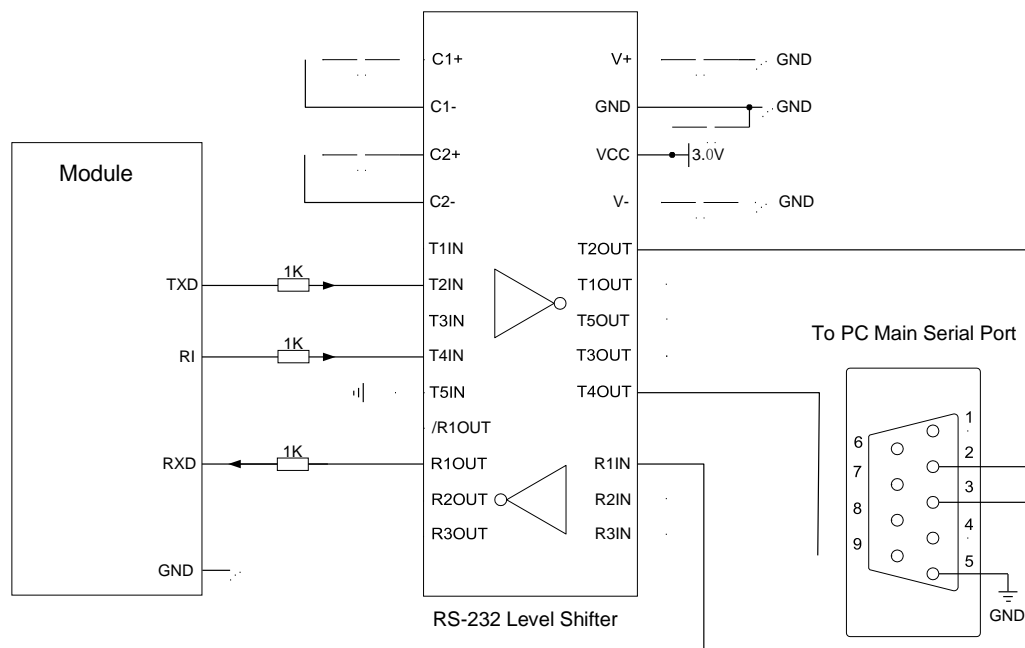 Module
TXD
RI
RXD
GND
1K
1K
1K
C1+
C1-
C2+
C2-
T1IN
T2IN
T3IN
T4IN
T5IN
/R1OUT
R1OUT
R2OUT
R3OUT
V+
GND
VCC
V-
T2OUT
T1OUT
T5OUT
T3OUT
T4OUT
R1IN
R2IN
R3IN
GND
GND
3.0V
GND
RS-232 Level Shifter
To PC Main Serial Port
1
6
2
7
3
8
4
9
5
GND